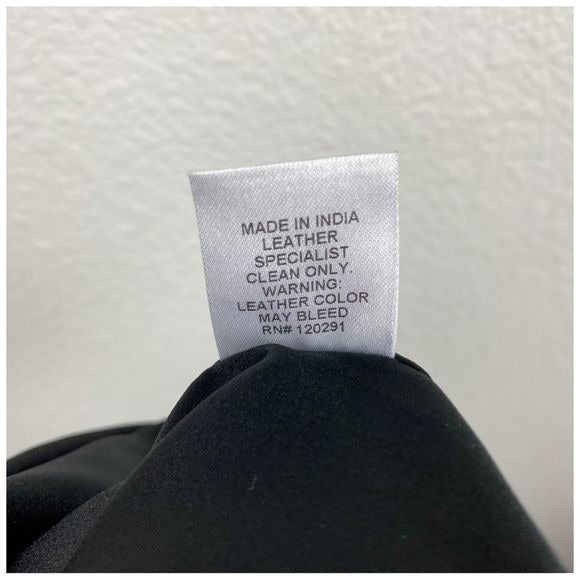 MADE IN INDIA
LEATHER
SPECIALIST
CLEAN ONLY.
WARNING:
LEATHER COLOR
MAY BLEED
RN# 120291